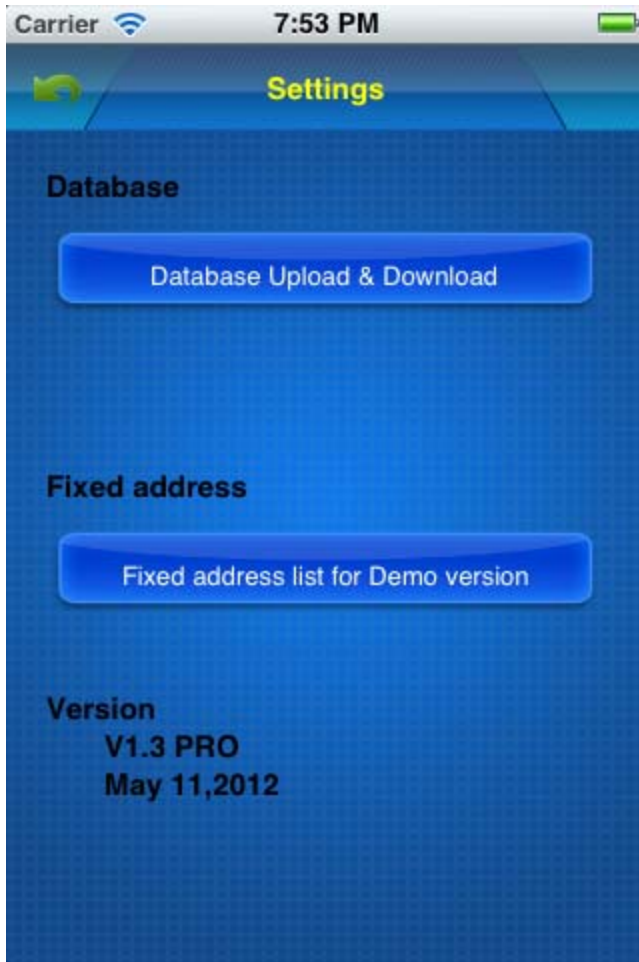 Carrier 7:53 PM
Settings
Database
Database Upload & Download
Fixed address
Fixed address list for Demo version
Version
V1.3 PRO
May 11,2012